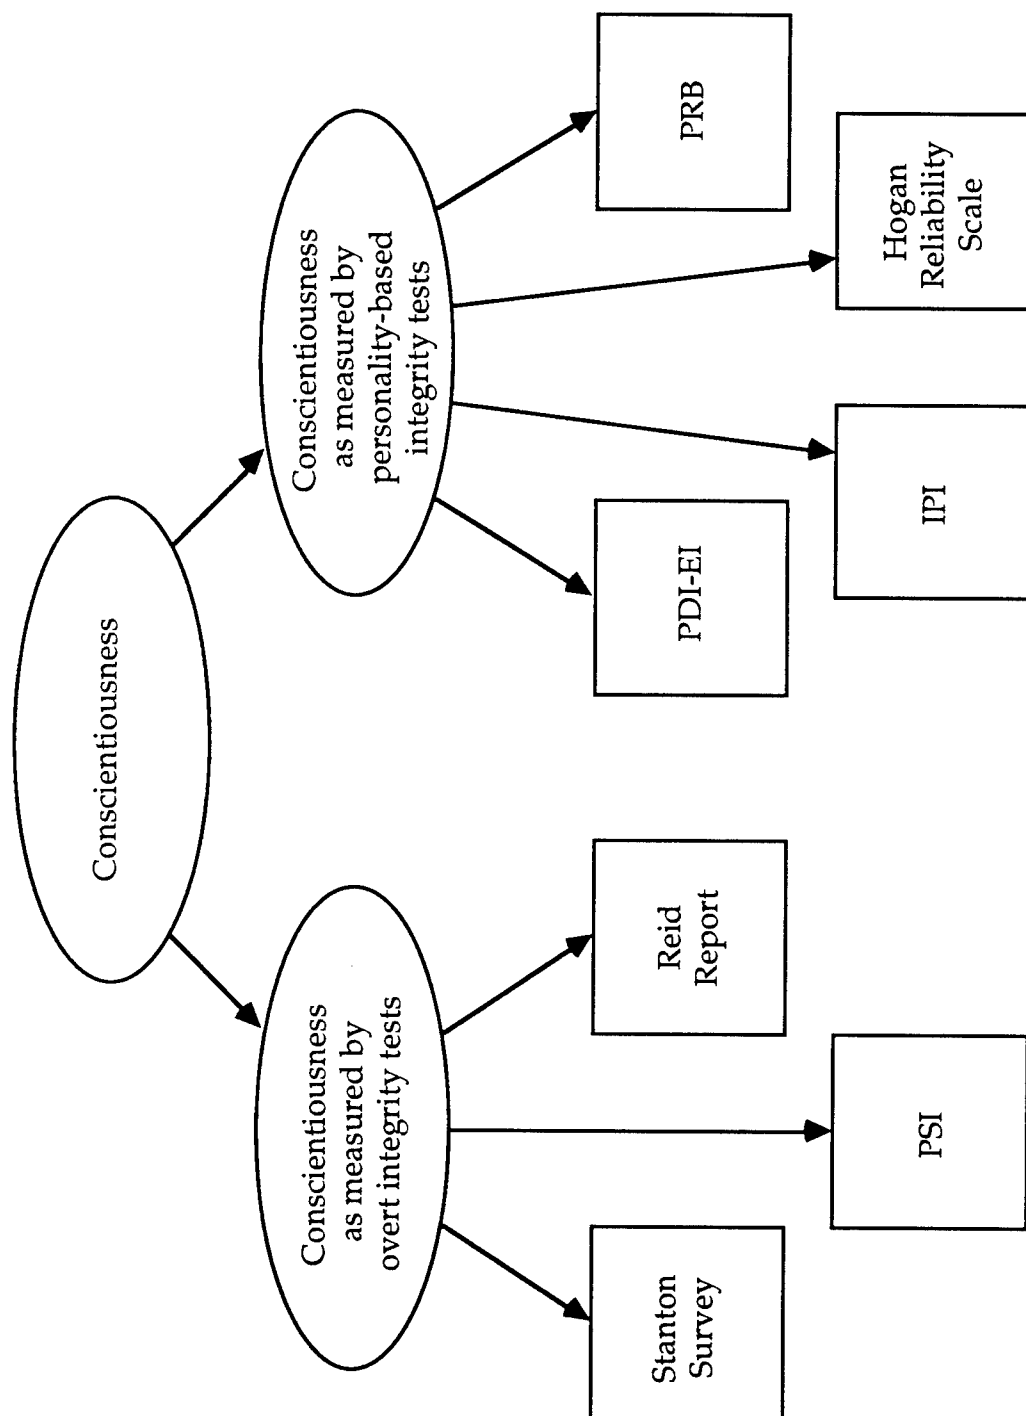 Conscientiousness
Conscientiousness
as measured by
overt integrity tests
Conscientiousness
as measured by
personality-based
integrity tests
Stanton
Survey
Reid
Report
PDI-EI
PRB
PSI
IPI
Hogan
Reliability
Scale